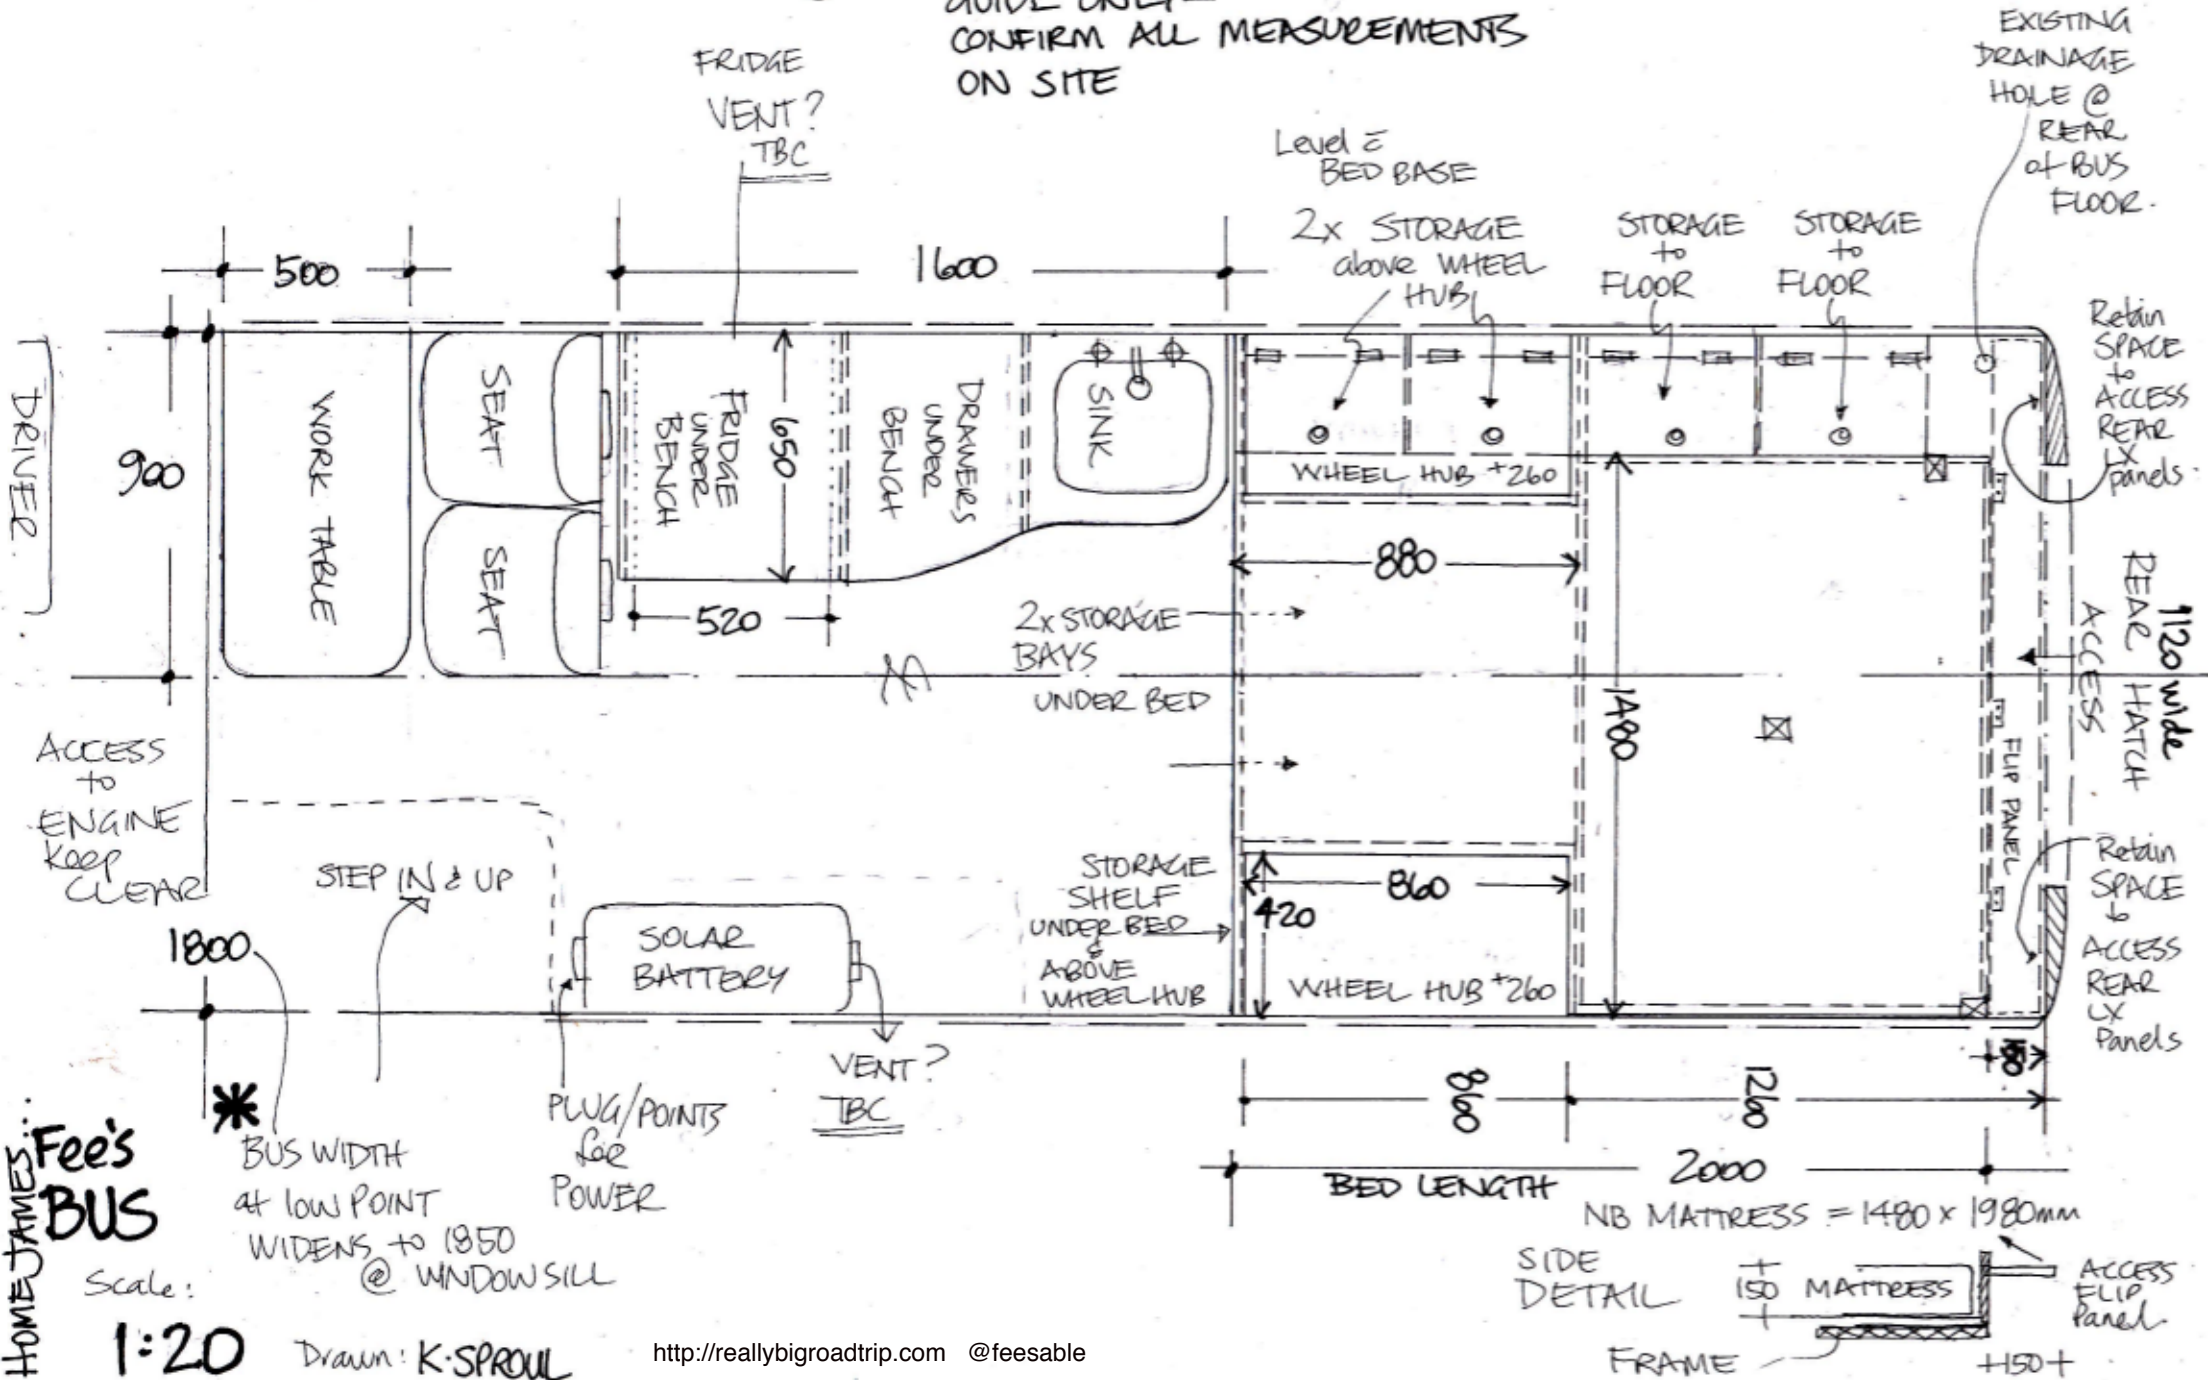 CONFIRM ALL MEASUREMENTS
ON SITE
FRIDGE
VENT?
TBC
Level c̄
BED BASE
2x STORAGE
above WHEEL
HUB
STORAGE
to
FLOOR
STORAGE
to
FLOOR
EXISTING
DRAINAGE
HOLE @
REAR
of BUS
FLOOR.
500
1600
Retain
SPACE
to
ACCESS
REAR
LX
panels.
DRIVER
900
WORK TABLE
SEAT
SEAT
FRIDGE
UNDER
BENCH
650
520
DRAWERS
UNDER
BENCH
SINK
WHEEL HUB +260
880
2x STORAGE
BAYS
UNDER BED
1480
FLIP PANEL
1120 wide
REAR HATCH
ACCESS
ACCESS
to
ENGINE
Keep
CLEAR
STEP IN & UP
SOLAR
BATTERY
STORAGE
SHELF
UNDER BED
&
ABOVE
WHEEL HUB
860
420
WHEEL HUB +260
Retain
SPACE
to
ACCESS
REAR
LX
Panels
1800
VENT?
TBC
PLUG/POINTS
for
POWER
BUS WIDTH
at low POINT
WIDENS to 1850
@ WINDOWSILL
860
1260
BED LENGTH 2000
NB MATTRESS = 1480 x 1980mm
SIDE
DETAIL
150 MATTRESS
ACCESS
FLIP
Panel.
FRAME
+150+
HOME JAMES...
Fee's
BUS
Scale:
1:20
Drawn: K.SPROUL
http://reallybigroadtrip.com @feesable